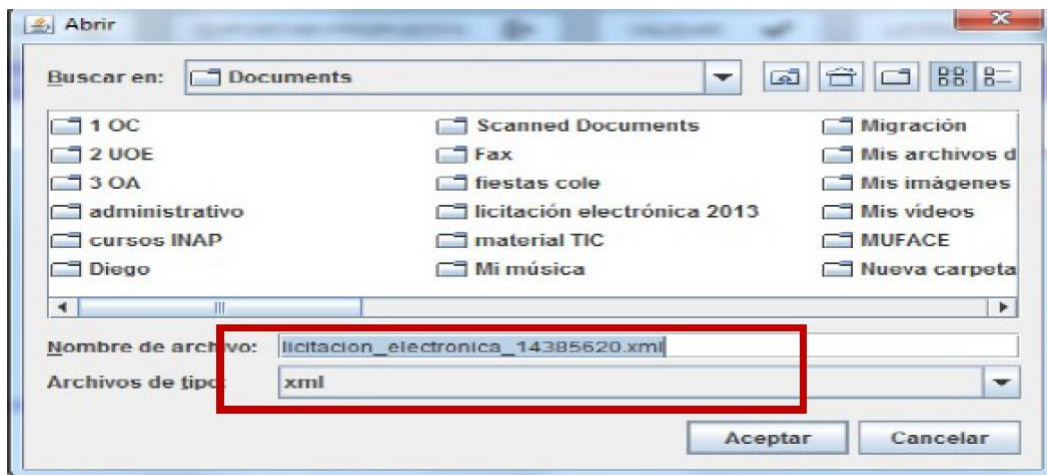 Abrir
Buscar en: Documents
1 OC Scanned Documents Migración
2 UOE Fax Mis archivos d
3 OA fiestas cole Mis imágenes
administrativo licitación electrónica 2013 Mis vídeos
cursos INAP material TIC MUFACE
Diego Mi música Nueva carpeta
Nombre de archivo: licitacion_electronica_14385620.xml
Archivos de tipo: xml
Aceptar Cancelar